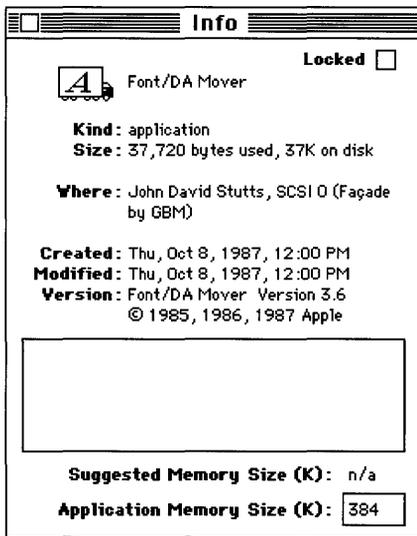 Info
Locked
A
Font/DA Mover
Kind: application
Size: 37,720 bytes used, 37K on disk
Where: John David Stutts, SCSI 0 (Façade
by GBM)
Created: Thu, Oct 8, 1987, 12:00 PM
Modified: Thu, Oct 8, 1987, 12:00 PM
Version: Font/DA Mover Version 3.6
© 1985, 1986, 1987 Apple
Suggested Memory Size (K): n/a
Application Memory Size (K): 384